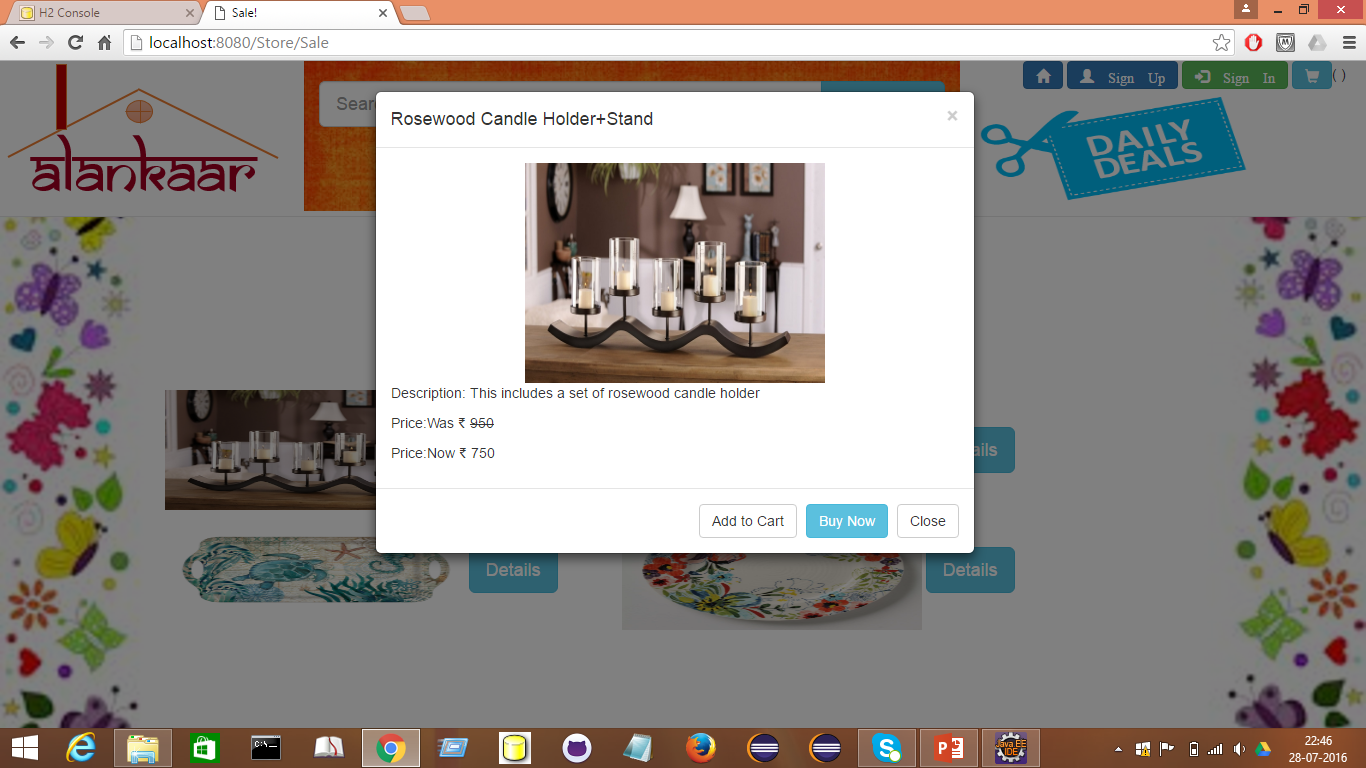 H2 Console
Sale!
localhost:8080/Store/Sale
Sign Up
Sign In
( )
alankaar
Sear
DAILY
DEALS
Rosewood Candle Holder+Stand
×
Description: This includes a set of rosewood candle holder
Price:Was ₹ 950
Price:Now ₹ 750
ails
Add to Cart
Buy Now
Close
Details
Details
22:46
28-07-2016
Java EE
IDE